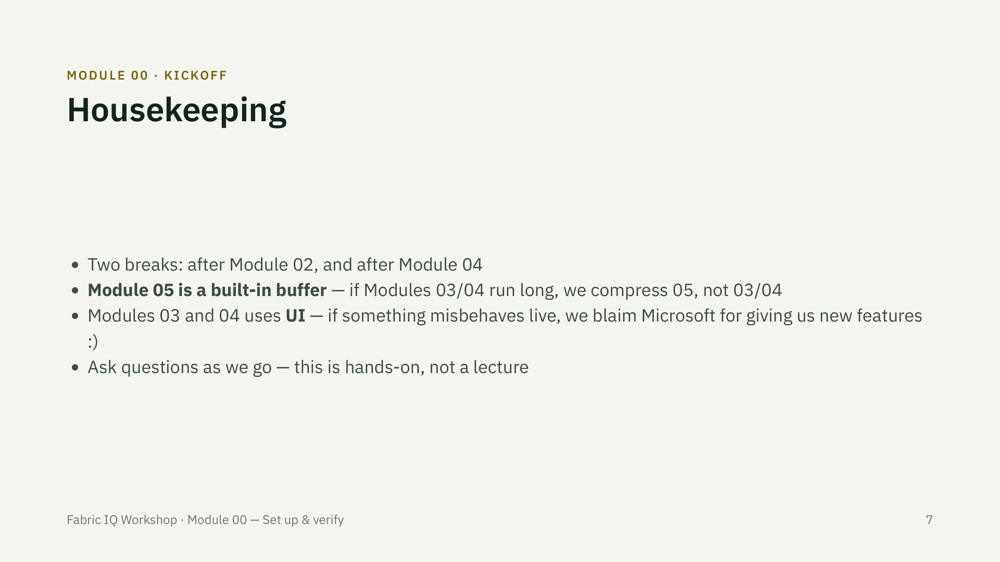 MODULE 00 · KICKOFF
Housekeeping
• Two breaks: after Module 02, and after Module 04
• Module 05 is a built-in buffer — if Modules 03/04 run long, we compress 05, not 03/04
• Modules 03 and 04 uses UI — if something misbehaves live, we blaim Microsoft for giving us new features
:)
• Ask questions as we go — this is hands-on, not a lecture
Fabric IQ Workshop · Module 00 — Set up & verify
7